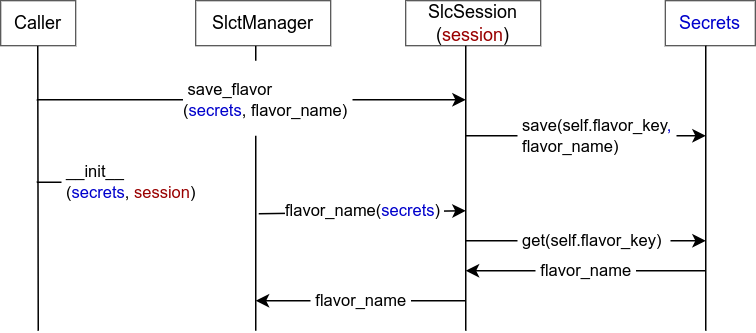 Caller
SlctManager
SlcSession
(session)
Secrets
save_flavor
(secrets, flavor_name)
save(self.flavor_key,
flavor_name)
__init__
(secrets, session)
flavor_name(secrets)
get(self.flavor_key)
flavor_name
flavor_name